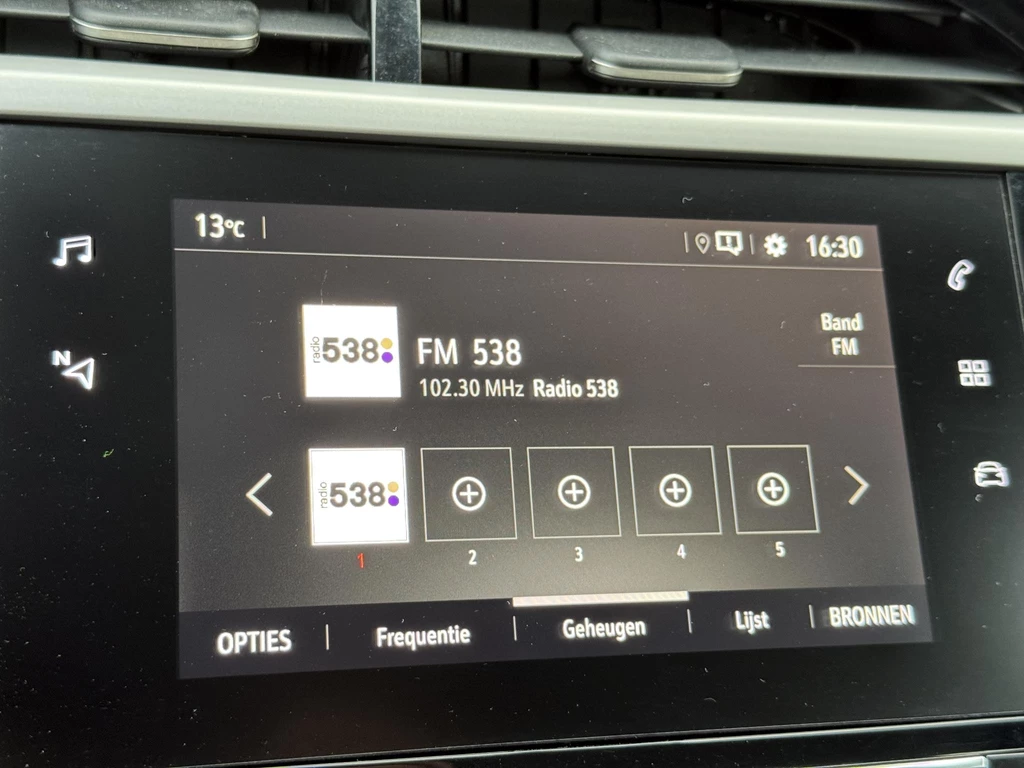 13°C
16:30
N
radio
538
FM 538
102.30 MHz Radio 538
Band
FM
radio
538
1
2
3
4
5
OPTIES
Frequentie
Geheugen
Lijst
BRONNEN